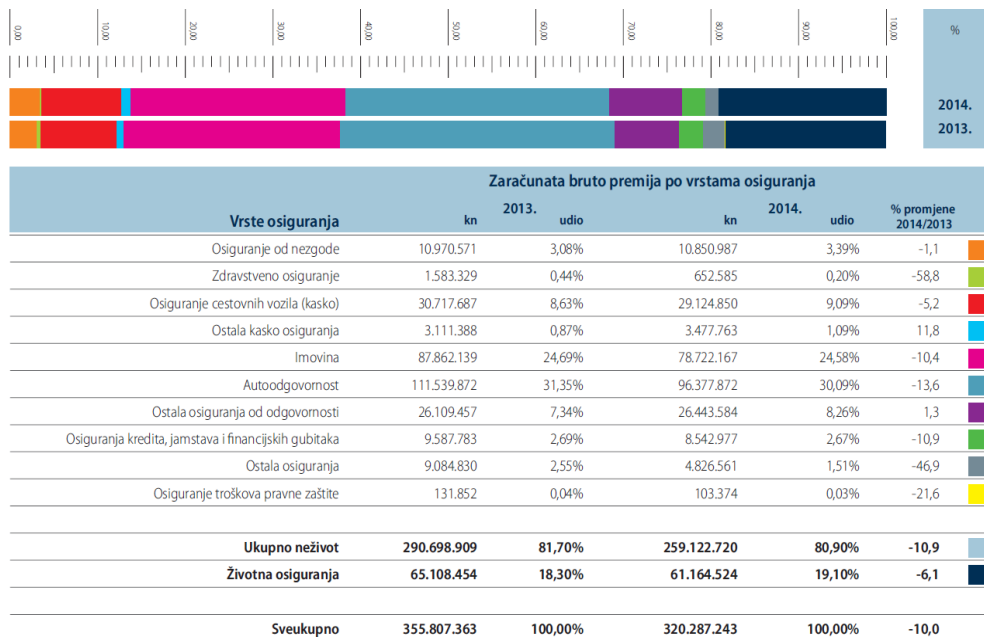 0,00 10,00 20,00 30,00 40,00 50,00 60,00 70,00 80,00 90,00 100,00
%
2014.
2013.
Zaračunata bruto premija po vrstama osiguranja
2013. 2014. % promjene
Vrste osiguranja kn udio kn udio 2014/2013
Osiguranje od nezgode 10.970.571 3,08% 10.850.987 3,39% -1,1
Zdravstveno osiguranje 1.583.329 0,44% 652.585 0,20% -58,8
Osiguranje cestovnih vozila (kasko) 30.717.687 8,63% 29.124.850 9,09% -5,2
Ostala kasko osiguranja 3.111.388 0,87% 3.477.763 1,09% 11,8
Imovina 87.862.139 24,69% 78.722.167 24,58% -10,4
Autoodgovornost 111.539.872 31,35% 96.377.872 30,09% -13,6
Ostala osiguranja od odgovornosti 26.109.457 7,34% 26.443.584 8,26% 1,3
Osiguranja kredita, jamstava i financijskih gubitaka 9.587.783 2,69% 8.542.977 2,67% -10,9
Ostala osiguranja 9.084.830 2,55% 4.826.561 1,51% -46,9
Osiguranje troškova pravne zaštite 131.852 0,04% 103.374 0,03% -21,6
Ukupno neživot 290.698.909 81,70% 259.122.720 80,90% -10,9
Životna osiguranja 65.108.454 18,30% 61.164.524 19,10% -6,1
Sveukupno 355.807.363 100,00% 320.287.243 100,00% -10,0